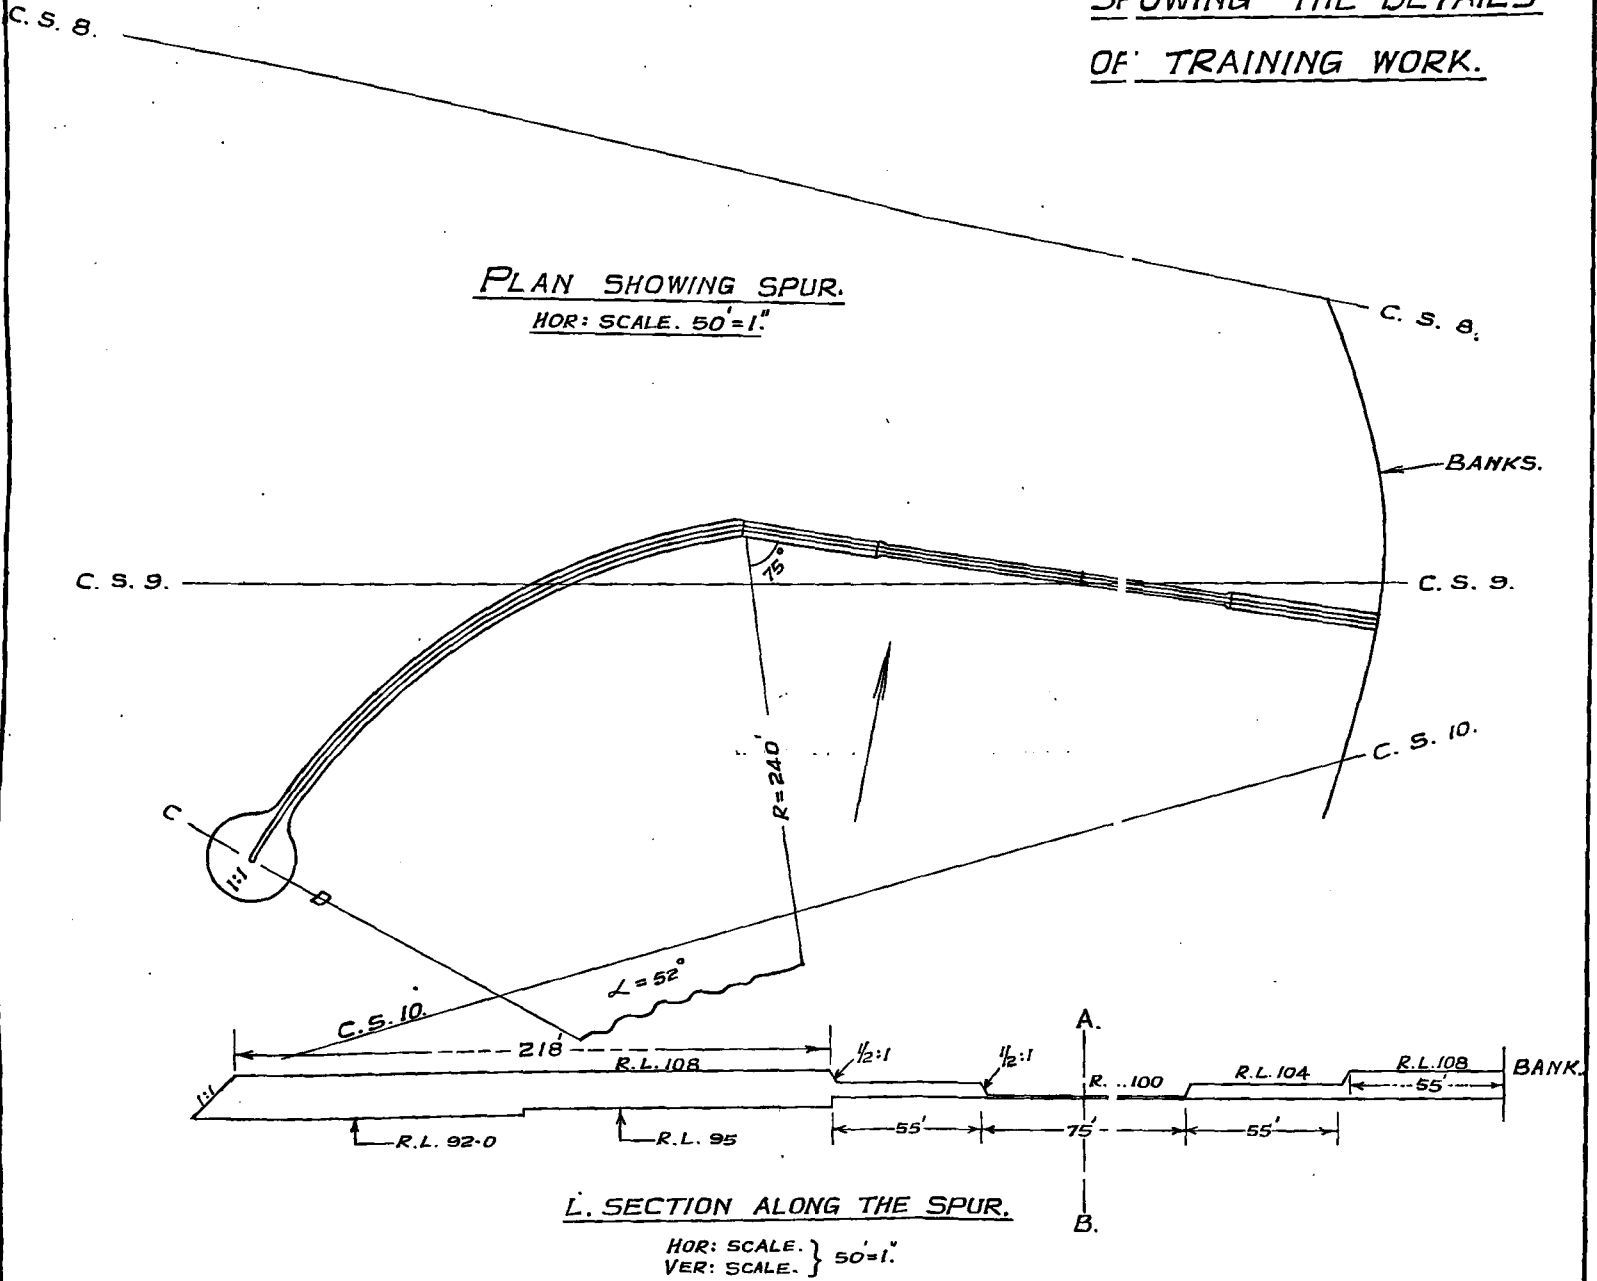 SHOWING THE DETAILS
OF TRAINING WORK.
C. S. 8.
PLAN SHOWING SPUR.
HOR: SCALE. 50'=1."
C. S. 8.
BANKS.
75°
C. S. 9.
C. S. 9.
R=240'
C. S. 10.
C
1:1
D
∠=52°
C.S.10.
218'
A.
R.L.108
1/2:1
1/2:1
R. ..100
R.L.104
R.L.108
BANK.
1:1
55'
R.L. 92.0
R.L. 95
55'
75'
55'
L. SECTION ALONG THE SPUR.
B.
HOR: SCALE. } 50'=1."
VER: SCALE.